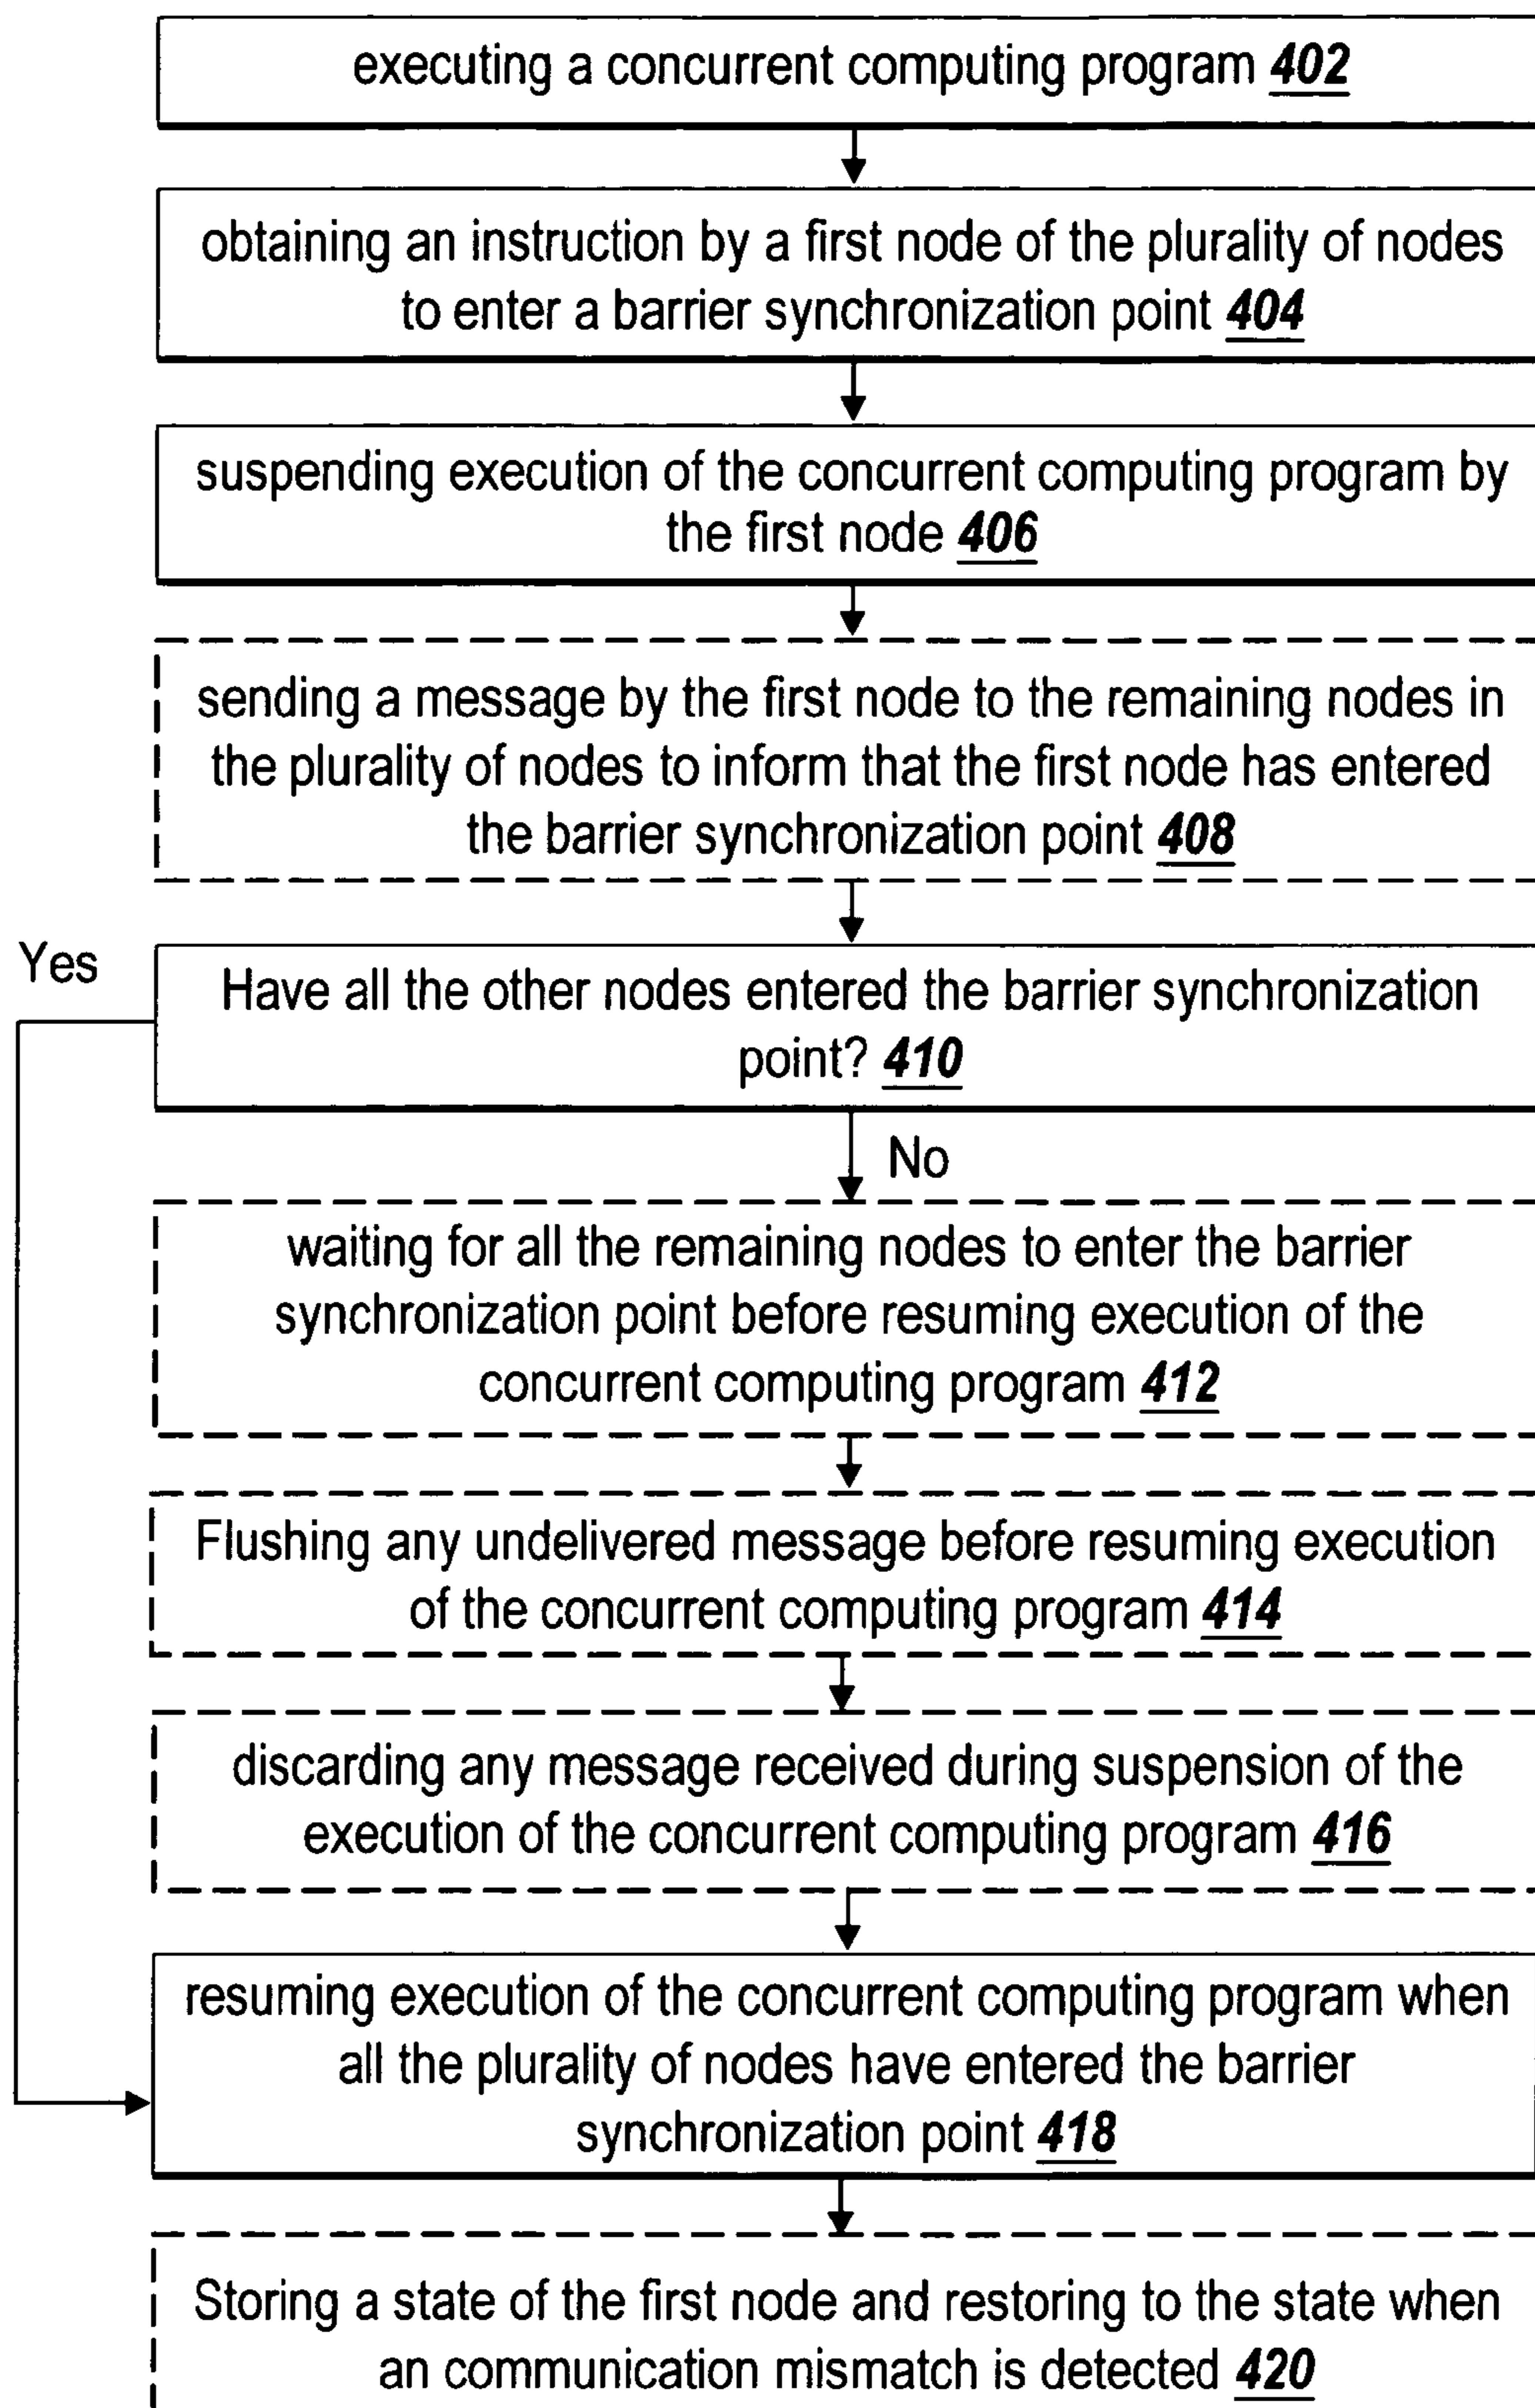 executing a concurrent computing program 402
obtaining an instruction by a first node of the plurality of nodes
to enter a barrier synchronization point 404
suspending execution of the concurrent computing program by
the first node 406
sending a message by the first node to the remaining nodes in
the plurality of nodes to inform that the first node has entered
the barrier synchronization point 408
Yes
Have all the other nodes entered the barrier synchronization
point? 410
No
waiting for all the remaining nodes to enter the barrier
synchronization point before resuming execution of the
concurrent computing program 412
Flushing any undelivered message before resuming execution
of the concurrent computing program 414
discarding any message received during suspension of the
execution of the concurrent computing program 416
resuming execution of the concurrent computing program when
all the plurality of nodes have entered the barrier
synchronization point 418
Storing a state of the first node and restoring to the state when
an communication mismatch is detected 420